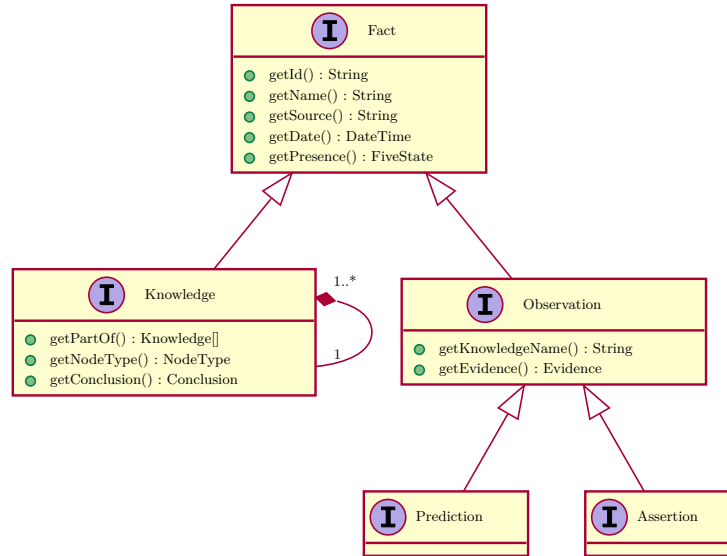 I Fact
getId() : String
getName() : String
getSource() : String
getDate() : DateTime
getPresence() : FiveState
I Knowledge
getPartOf() : Knowledge[]
getNodeType() : NodeType
getConclusion() : Conclusion
1..*
1
I Observation
getKnowledgeName() : String
getEvidence() : Evidence
I Prediction
I Assertion